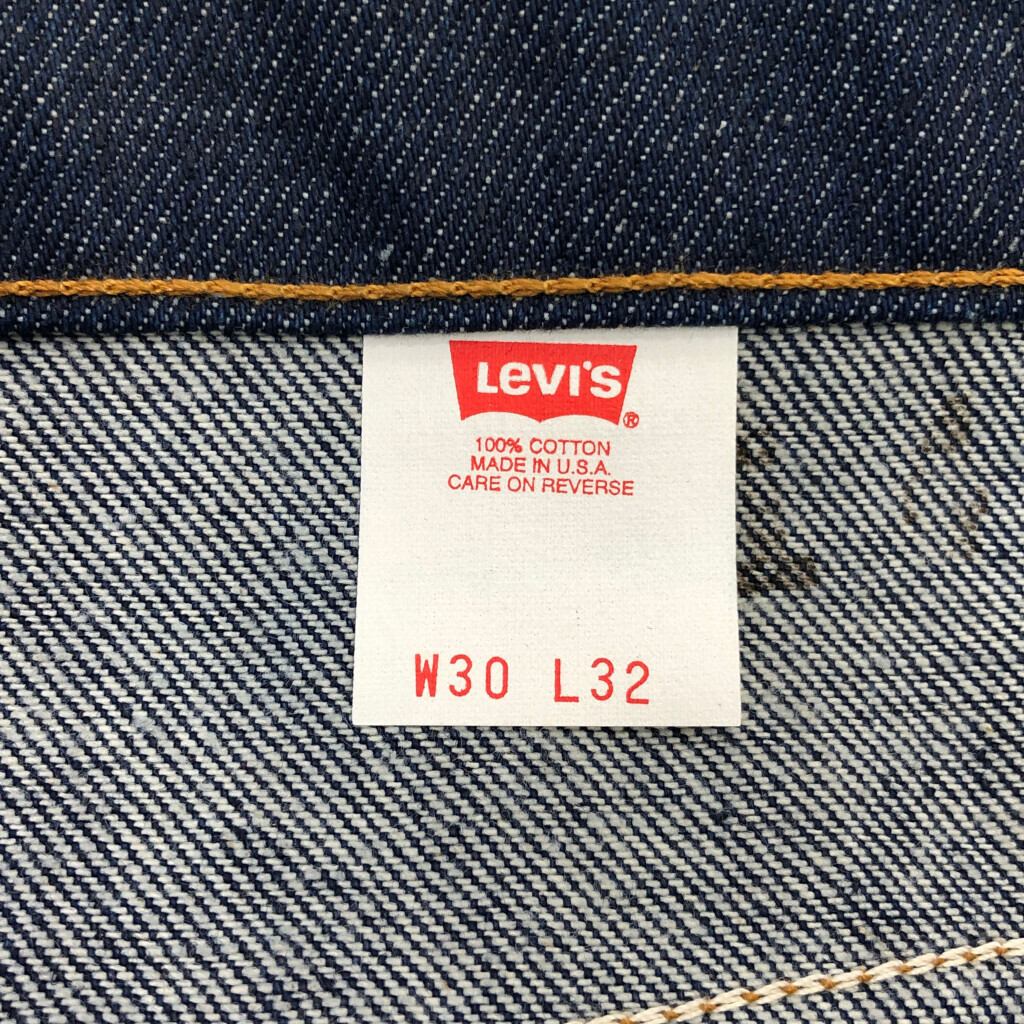 LEVI'S®
100% COTTON
MADE IN U.S.A.
CARE ON REVERSE
W30 L32